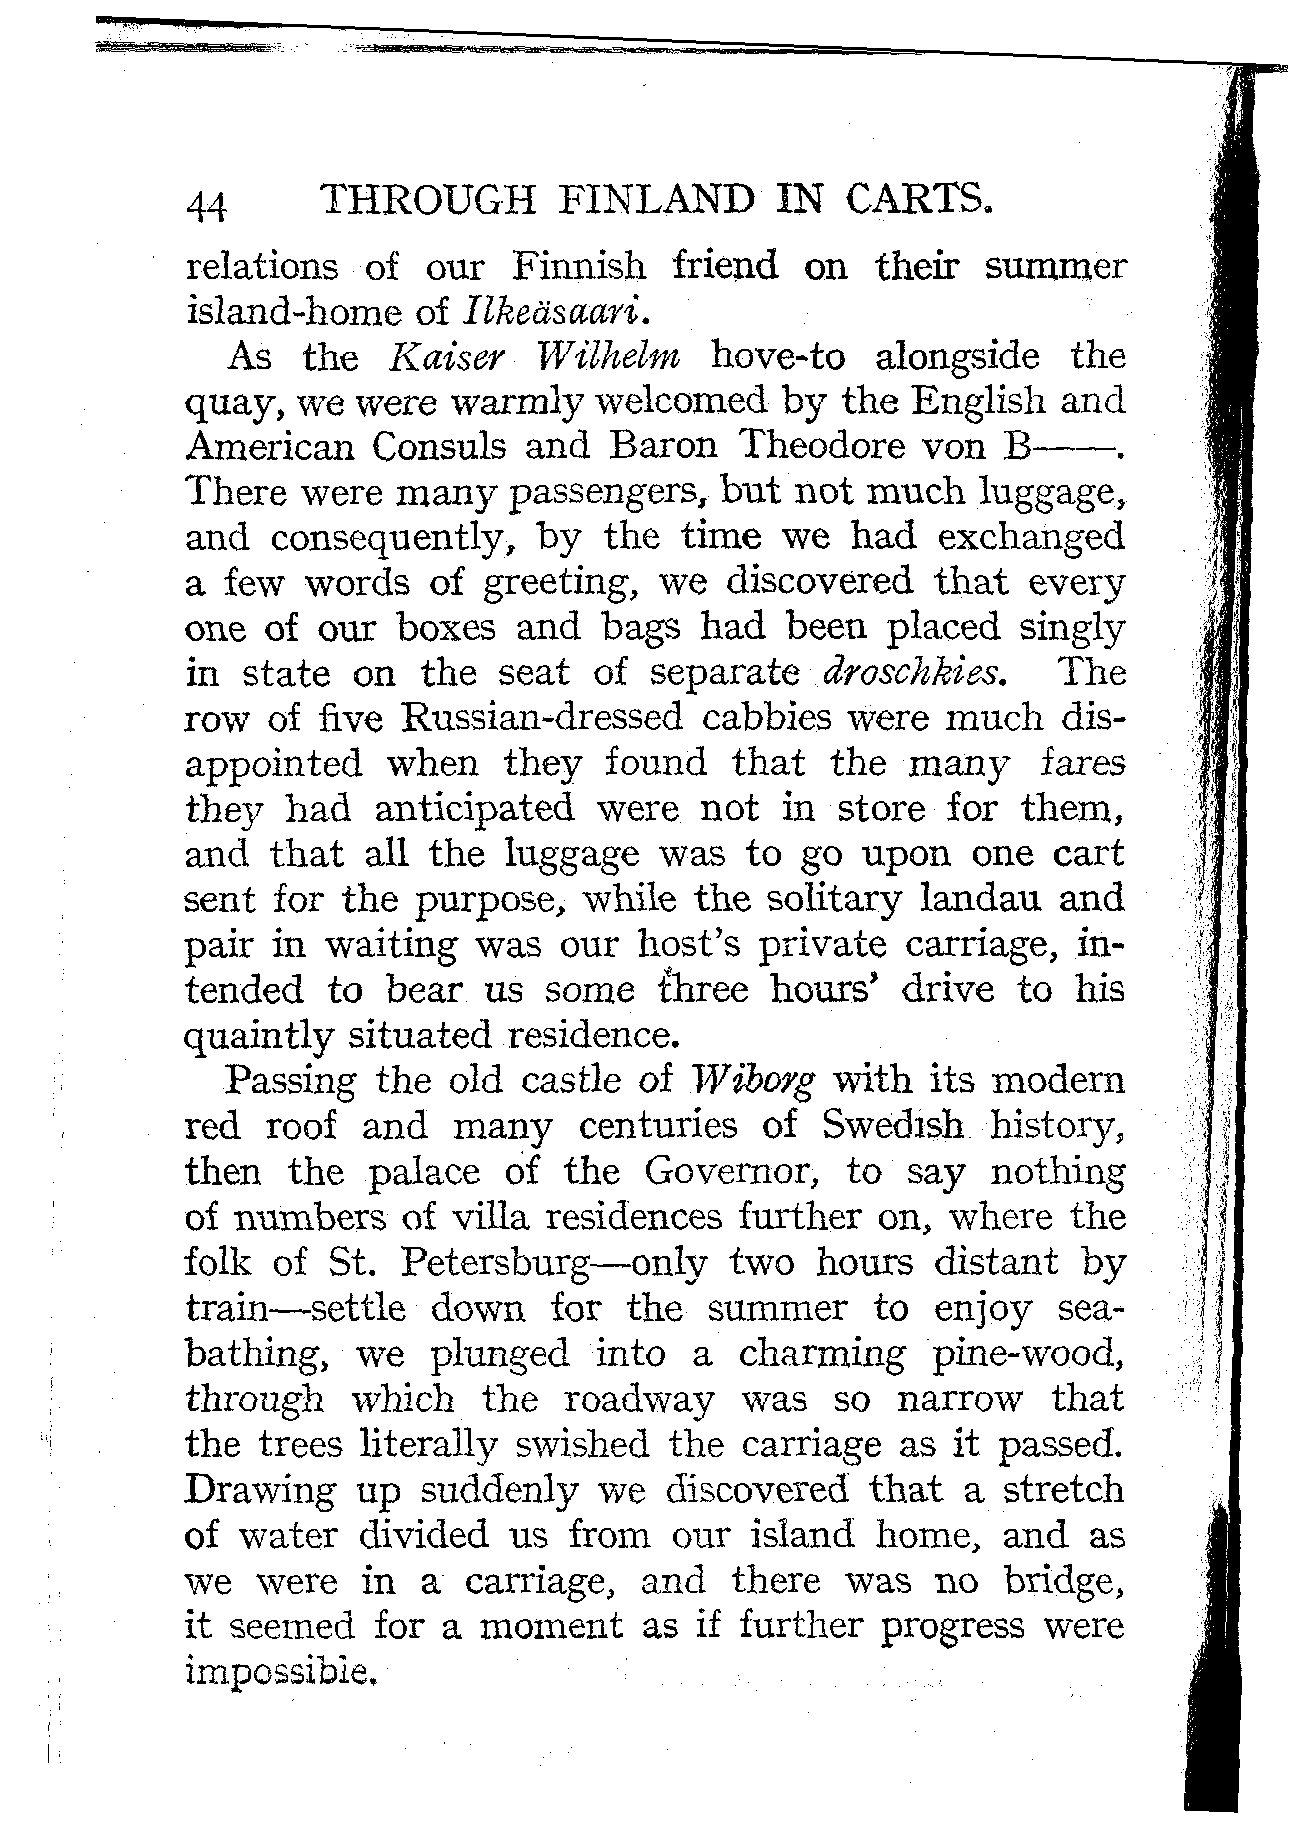 44 THROUGH FINLAND IN CARTS.
relations of our Finnish friend on their summer
island-home of Ilkeäsaari.
As the Kaiser Wilhelm hove-to alongside the
quay, we were warmly welcomed by the English and
American Consuls and Baron Theodore von B——.
There were many passengers, but not much luggage,
and consequently, by the time we had exchanged
a few words of greeting, we discovered that every
one of our boxes and bags had been placed singly
in state on the seat of separate droschkies. The
row of five Russian-dressed cabbies were much dis-
appointed when they found that the many fares
they had anticipated were not in store for them,
and that all the luggage was to go upon one cart
sent for the purpose, while the solitary landau and
pair in waiting was our host's private carriage, in-
tended to bear us some three hours' drive to his
quaintly situated residence.
Passing the old castle of Wiborg with its modern
red roof and many centuries of Swedish history,
then the palace of the Governor, to say nothing
of numbers of villa residences further on, where the
folk of St. Petersburg—only two hours distant by
train—settle down for the summer to enjoy sea-
bathing, we plunged into a charming pine-wood,
through which the roadway was so narrow that
the trees literally swished the carriage as it passed.
Drawing up suddenly we discovered that a stretch
of water divided us from our island home, and as
we were in a carriage, and there was no bridge,
it seemed for a moment as if further progress were
impossible.